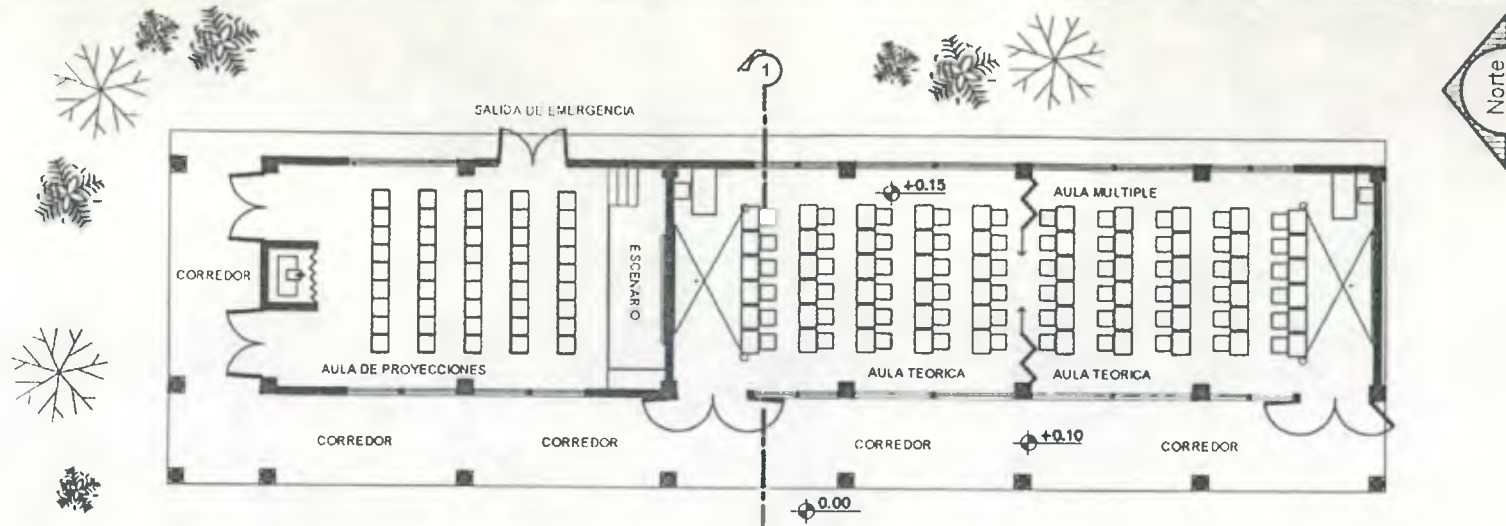 Norte
1
SALIDA DE EMERGENCIA
+0.15
AULA MULTIPLE
CORREDOR
ESCENARIO
AULA DE PROYECCIONES
AULA TEORICA
AULA TEORICA
CORREDOR
CORREDOR
CORREDOR
+0.10
CORREDOR
0.00